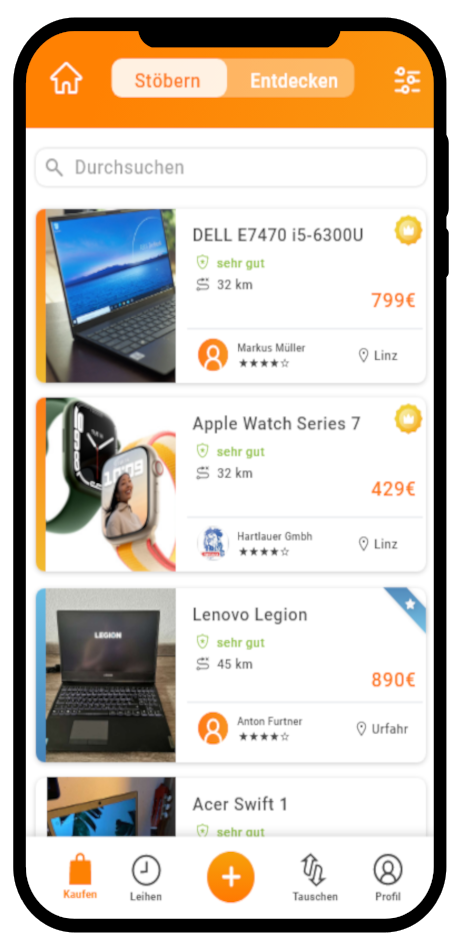 Stöbern
Entdecken
Durchsuchen
DELL E7470 i5-6300U
sehr gut
32 km
799€
Markus Müller
★★★★☆
Linz
Apple Watch Series 7
sehr gut
32 km
429€
Hartlauer Gmbh
★★★★☆
Linz
LEGION
Lenovo Legion
sehr gut
45 km
890€
Anton Furtner
★★★★☆
Urfahr
Acer Swift 1
sehr gut
Kaufen
Leihen
Tauschen
Profil